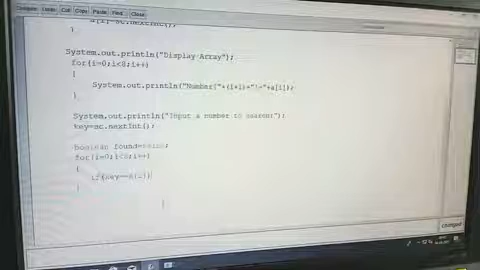 Compile Undo Cut Copy Paste Find... Close
a[i]=sc.nextInt();
}
System.out.println("Display Array");
for(i=0;i<8;i++)
{
System.out.println("Number("+(i+1)+")="+a[i]);
}
System.out.println("Input a number to search:");
key=sc.nextInt();
boolean found=false;
for(i=0;i<8;i++)
{
if(key==a[i])
}